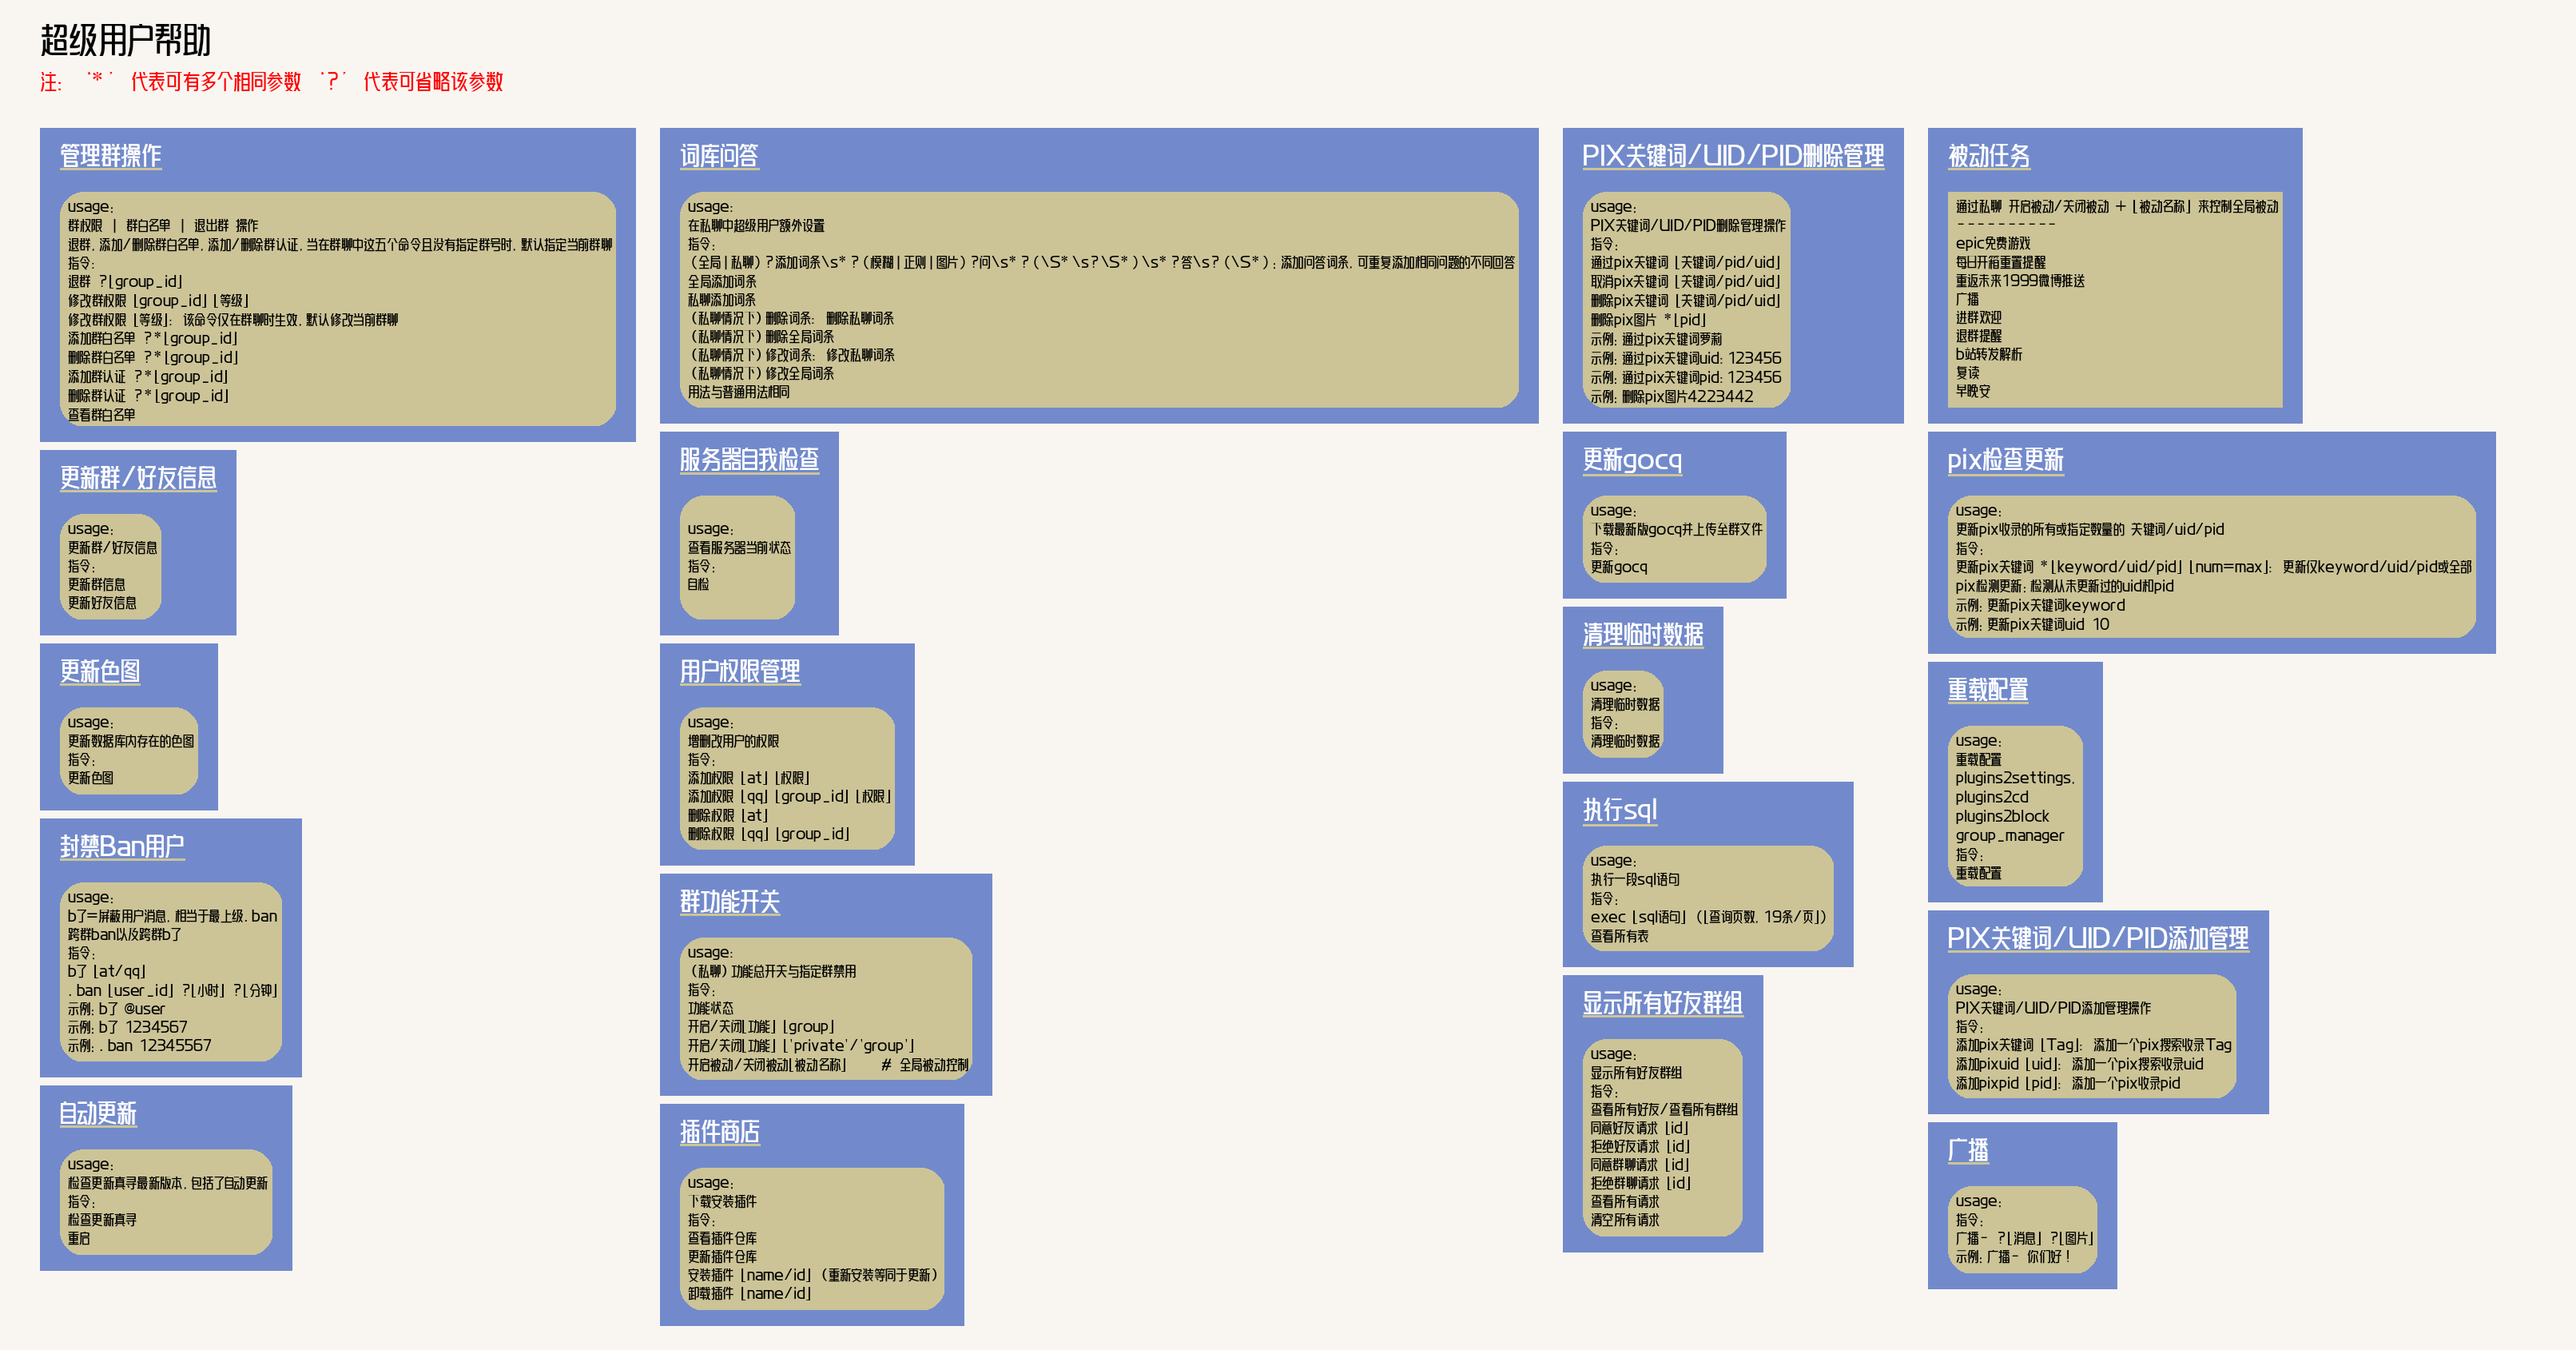 超级用户帮助
注: '*' 代表可有多个相同参数 '?' 代表可省略该参数
管理群操作
usage:
群权限 | 群白名单 | 退出群 操作
退群，添加/删除群白名单，添加/删除群认证，当在群聊中这五个命令且没有指定群号时，默认指定当前群聊
指令:
退群 ?[group_id]
修改群权限 [group_id] [等级]
修改群权限 [等级]: 该命令仅在群聊时生效，默认修改当前群聊
添加群白名单 ?*[group_id]
删除群白名单 ?*[group_id]
添加群认证 ?*[group_id]
删除群认证 ?*[group_id]
查看群白名单
更新群/好友信息
usage:
更新群/好友信息
指令:
更新群信息
更新好友信息
更新色图
usage:
更新数据库内存在的色图
指令:
更新色图
封禁Ban用户
usage:
b了=屏蔽用户消息，相当于最上级.ban
跨群ban以及跨群b了
指令:
b了 [at/qq]
.ban [user_id] ?[小时] ?[分钟]
示例: b了 @user
示例: b了 1234567
示例: .ban 12345567
自动更新
usage:
检查更新真寻最新版本，包括了自动更新
指令:
检查更新真寻
重启
词库问答
usage:
在私聊中超级用户额外设置
指令:
(全局|私聊)?添加词条\s*?(模糊|正则|图片)?问\s*?(\S*\s?\S*)\s*?答\s?(\S*): 添加问答词条，可重复添加相同问题的不同回答
全局添加词条
私聊添加词条
(私聊情况下)删除词条: 删除私聊词条
(私聊情况下)删除全局词条
(私聊情况下)修改词条: 修改私聊词条
(私聊情况下)修改全局词条
用法与普通用法相同
服务器自我检查
usage:
查看服务器当前状态
指令:
自检
用户权限管理
usage:
增删改用户的权限
指令:
添加权限 [at] [权限]
添加权限 [qq] [group_id] [权限]
删除权限 [at]
删除权限 [qq] [group_id]
群功能开关
usage:
(私聊)功能总开关与指定群禁用
指令:
功能状态
开启/关闭[功能] [group]
开启/关闭[功能] ['private'/'group']
开启被动/关闭被动[被动名称] # 全局被动控制
插件商店
usage:
下载安装插件
指令:
查看插件仓库
更新插件仓库
安装插件 [name/id] (重新安装等同于更新)
卸载插件 [name/id]
PIX关键词/UID/PID删除管理
usage:
PIX关键词/UID/PID删除管理操作
指令:
通过pix关键词 [关键词/pid/uid]
取消pix关键词 [关键词/pid/uid]
删除pix关键词 [关键词/pid/uid]
删除pix图片 *[pid]
示例: 通过pix关键词萝莉
示例: 通过pix关键词uid: 123456
示例: 通过pix关键词pid: 123456
示例: 删除pix图片4223442
更新gocq
usage:
下载最新版gocq并上传至群文件
指令:
更新gocq
清理临时数据
usage:
清理临时数据
指令:
清理临时数据
执行sql
usage:
执行一段sql语句
指令:
exec [sql语句] ([查询页数，19条/页])
查看所有表
显示所有好友群组
usage:
显示所有好友群组
指令:
查看所有好友/查看所有群组
同意好友请求 [id]
拒绝好友请求 [id]
同意群聊请求 [id]
拒绝群聊请求 [id]
查看所有请求
清空所有请求
被动任务
通过私聊 开启被动/关闭被动 + [被动名称] 来控制全局被动
----------
epic免费游戏
每日开箱重置提醒
重返未来1999微博推送
广播
进群欢迎
退群提醒
b站转发解析
复读
早晚安
pix检查更新
usage:
更新pix收录的所有或指定数量的 关键词/uid/pid
指令:
更新pix关键词 *[keyword/uid/pid] [num=max]: 更新仅keyword/uid/pid或全部
pix检测更新: 检测从未更新过的uid和pid
示例: 更新pix关键词keyword
示例: 更新pix关键词uid 10
重载配置
usage:
重载配置
plugins2settings,
plugins2cd
plugins2block
group_manager
指令:
重载配置
PIX关键词/UID/PID添加管理
usage:
PIX关键词/UID/PID添加管理操作
指令:
添加pix关键词 [Tag]: 添加一个pix搜索收录Tag
添加pixuid [uid]: 添加一个pix搜索收录uid
添加pixpid [pid]: 添加一个pix收录pid
广播
usage:
指令:
广播- ?[消息] ?[图片]
示例: 广播- 你们好!